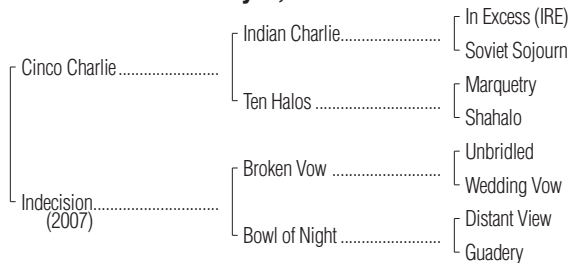 In Excess (IRE)
Indian Charlie
Soviet Sojourn
Cinco Charlie
Marquetry
Ten Halos
Shahalo
Unbridled
Broken Vow
Wedding Vow
Indecision
(2007)
Distant View
Bowl of Night
Guadery